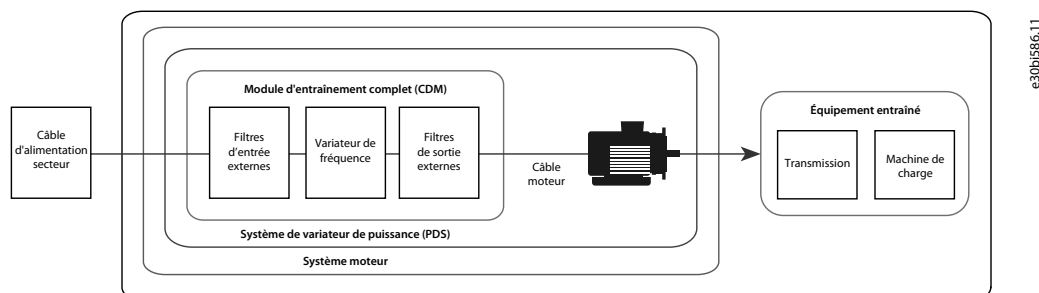 e30bi586.11
Module d'entraînement complet (CDM)
Câble
d'alimentation
secteur
Filtres
d'entrée
externes
Variateur de
fréquence
Filtres
de sortie
externes
Câble
moteur
Équipement entraîné
Transmission
Machine de
charge
Système de variateur de puissance (PDS)
Système moteur